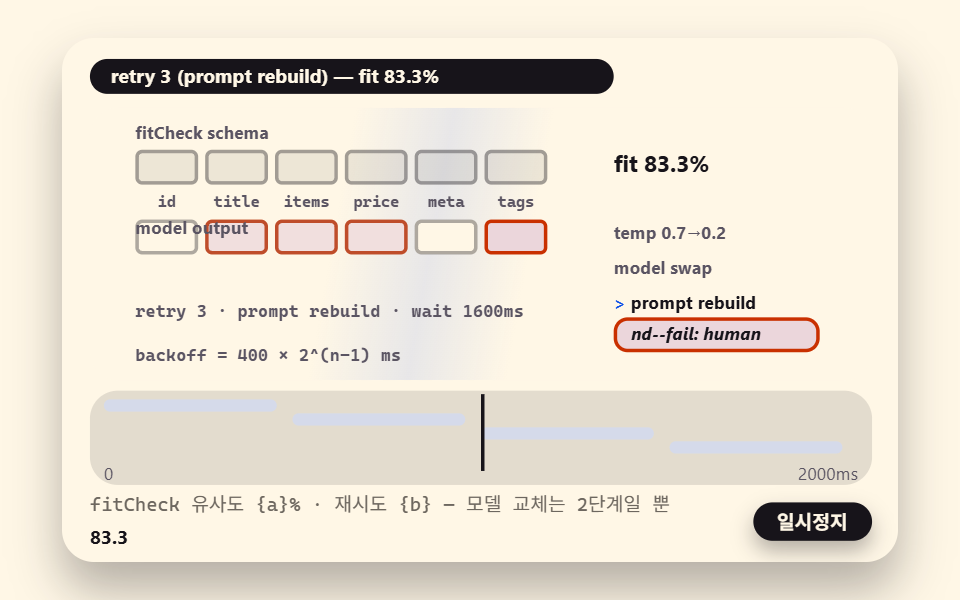 retry 3 (prompt rebuild) — fit 83.3%
fitCheck schema
id title items price meta tags
model output
retry 3 · prompt rebuild · wait 1600ms
backoff = 400 × 2^(n−1) ms
fit 83.3%
temp 0.7→0.2
model swap
> prompt rebuild
nd--fail: human
0 2000ms
fitCheck 유사도 {a}% · 재시도 {b} — 모델 교체는 2단계일 뿐
83.3
일시정지